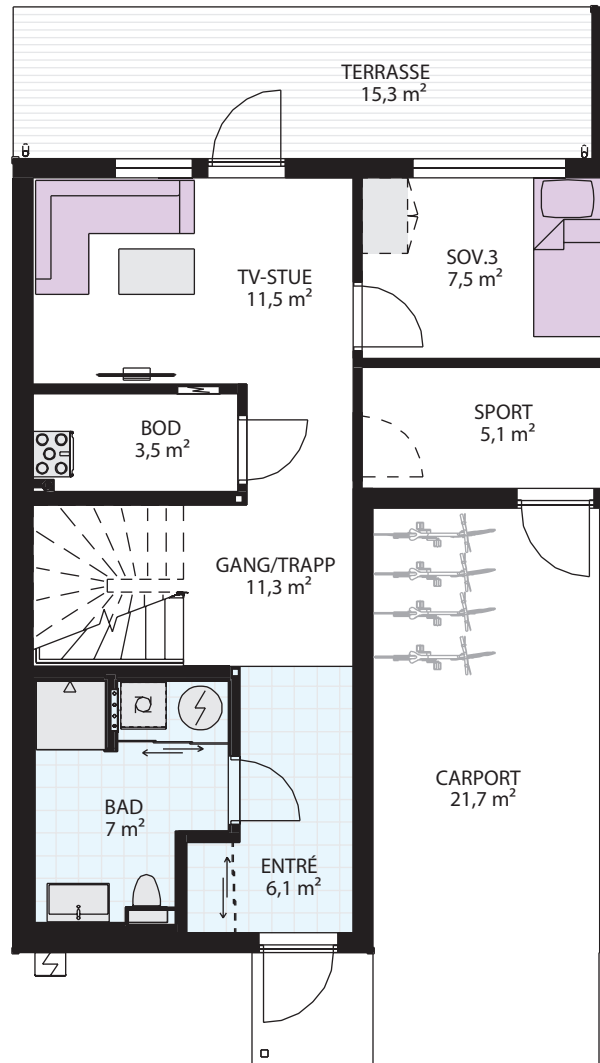 TERRASSE
15,3 m²
TV-STUE
11,5 m²
SOV.3
7,5 m²
BOD
3,5 m²
SPORT
5,1 m²
GANG/TRAPP
11,3 m²
CARPORT
21,7 m²
BAD
7 m²
ENTRÉ
6,1 m²